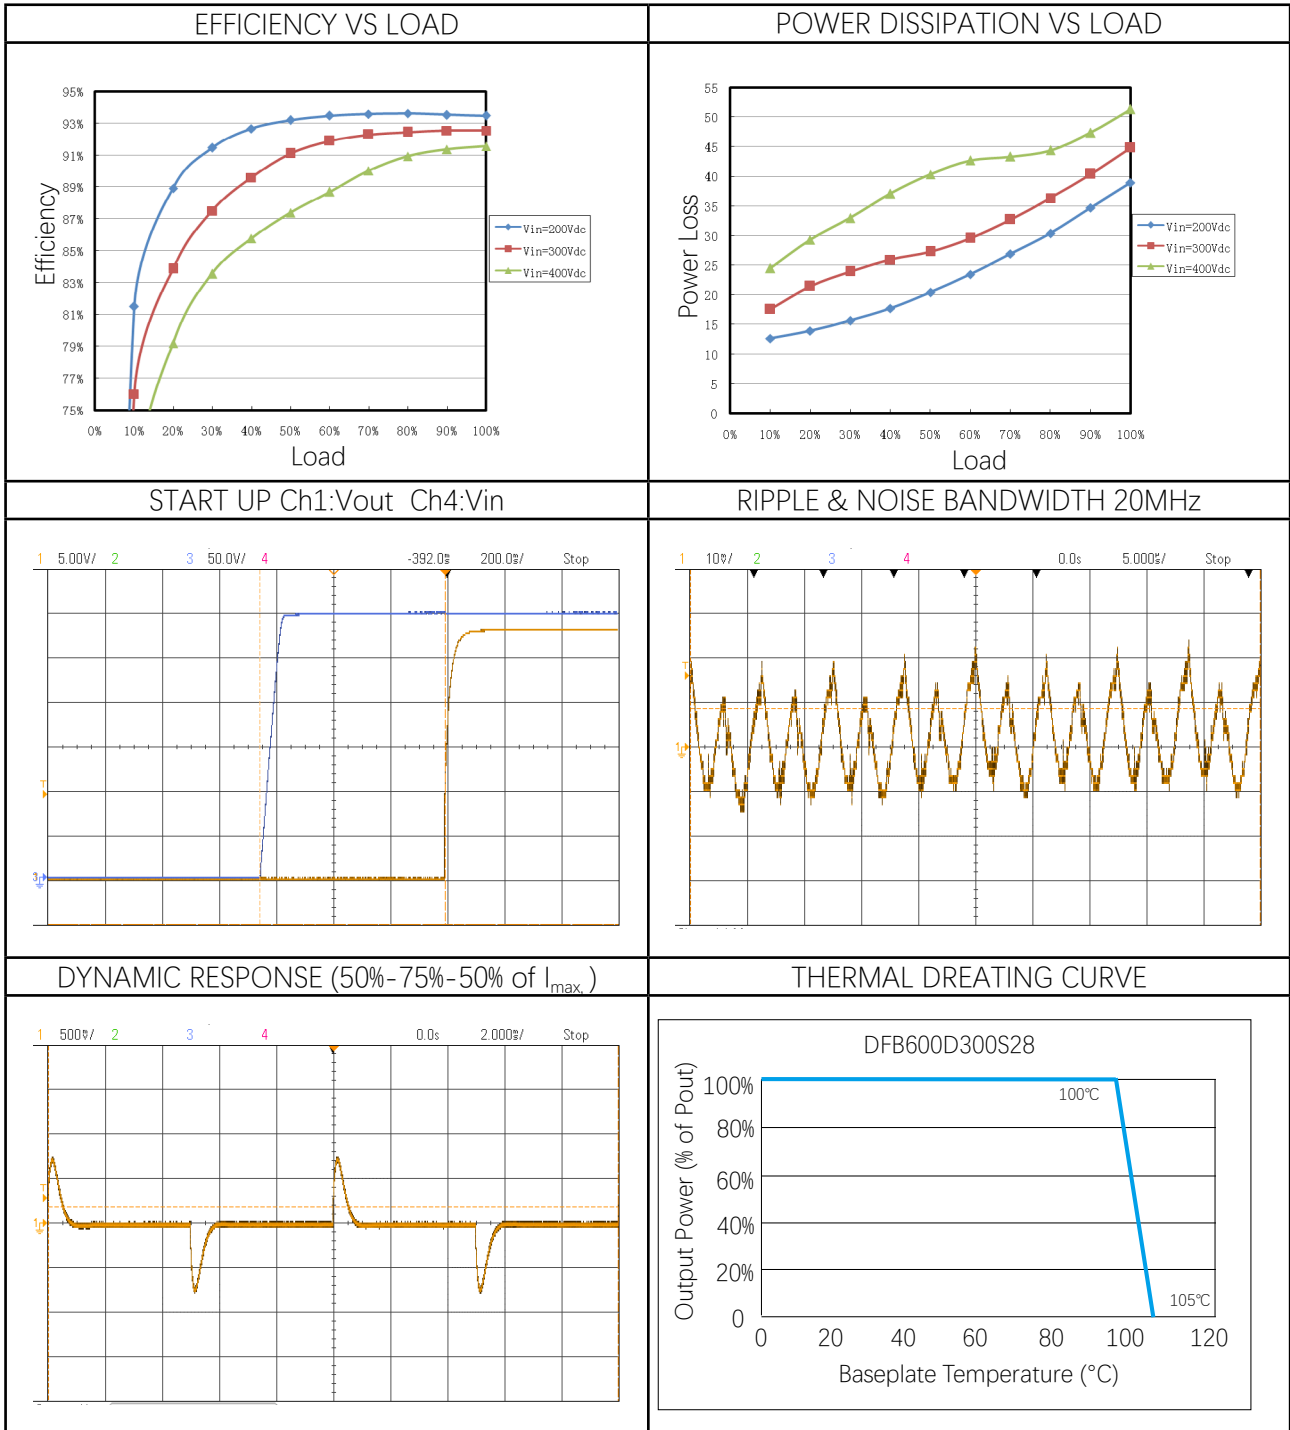 EFFICIENCY VS LOAD
95%
93%
91%
89%
87%
85%
83%
81%
79%
77%
75%
Efficiency
0% 10% 20% 30% 40% 50% 60% 70% 80% 90% 100%
Load
Vin=200Vdc
Vin=300Vdc
Vin=400Vdc
POWER DISSIPATION VS LOAD
55
50
45
40
35
30
25
20
15
10
5
0
Power Loss
0% 10% 20% 30% 40% 50% 60% 70% 80% 90% 100%
Load
Vin=200Vdc
Vin=300Vdc
Vin=400Vdc
START UP Ch1:Vout Ch4:Vin
1 5.00V/ 2 3 50.0V/ 4 -392.0ms 200.0ms/ Stop
T
3
RIPPLE & NOISE BANDWIDTH 20MHz
1 10mV/ 2 3 4 0.0s 5.000us/ Stop
T
1
DYNAMIC RESPONSE (50%-75%-50% of Imax,)
1 500mV/ 2 3 4 0.0s 2.000ms/ Stop
T
1
THERMAL DREATING CURVE
DFB600D300S28
100%
80%
60%
40%
20%
0
Output Power (% of Pout)
100℃
105℃
0 20 40 60 80 100 120
Baseplate Temperature (°C)